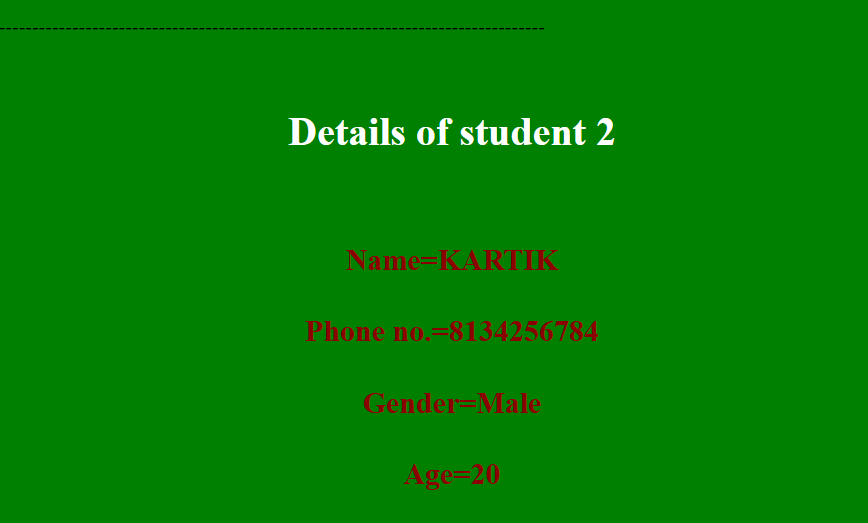 Details of student 2
Name=KARTIK
Phone no.=8134256784
Gender=Male
Age=20